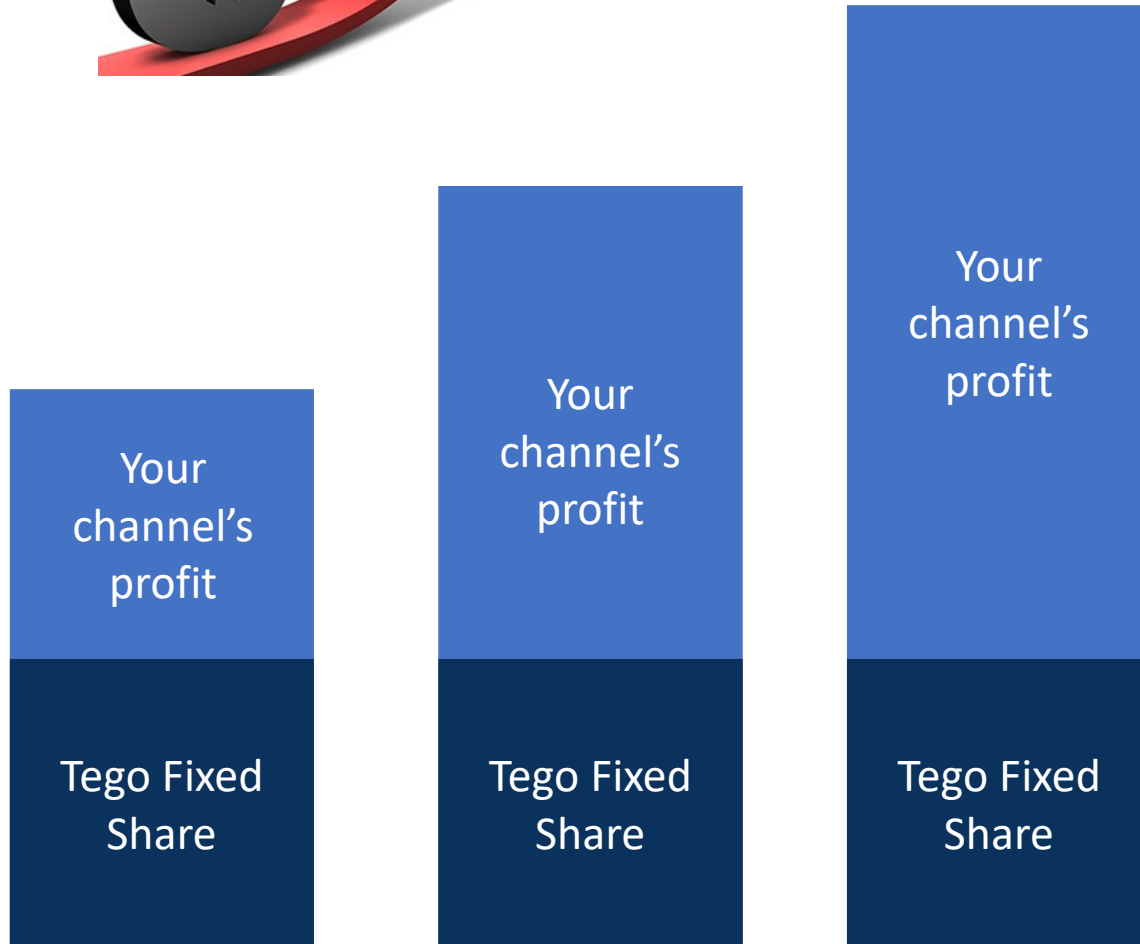 Your
channel’s
profit
Tego Fixed
Share
Your
channel’s
profit
Tego Fixed
Share
Your
channel’s
profit
Tego Fixed
Share